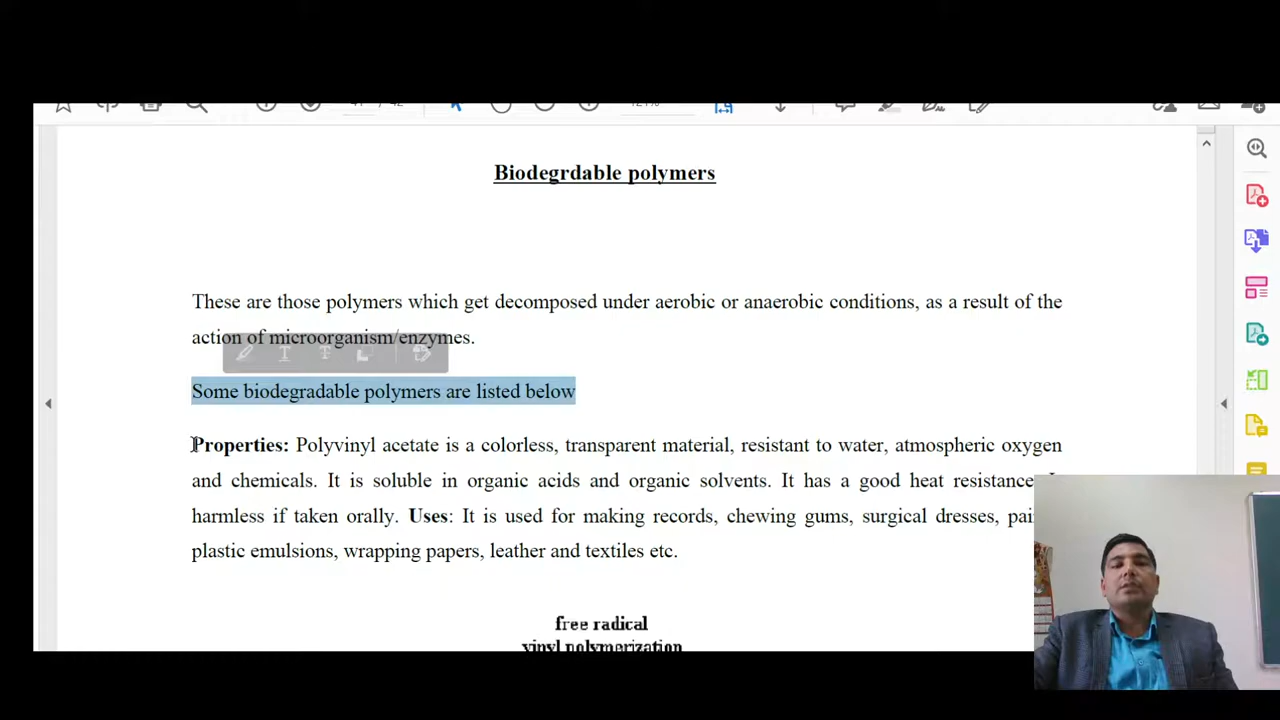 Biodegrdable polymers
These are those polymers which get decomposed under aerobic or anaerobic conditions, as a result of the
action of microorganism/enzymes.
Some biodegradable polymers are listed below
Properties: Polyvinyl acetate is a colorless, transparent material, resistant to water, atmospheric oxygen
and chemicals. It is soluble in organic acids and organic solvents. It has a good heat resistance.
harmless if taken orally. Uses: It is used for making records, chewing gums, surgical dresses,
plastic emulsions, wrapping papers, leather and textiles etc.
free radical
vinyl polymerization